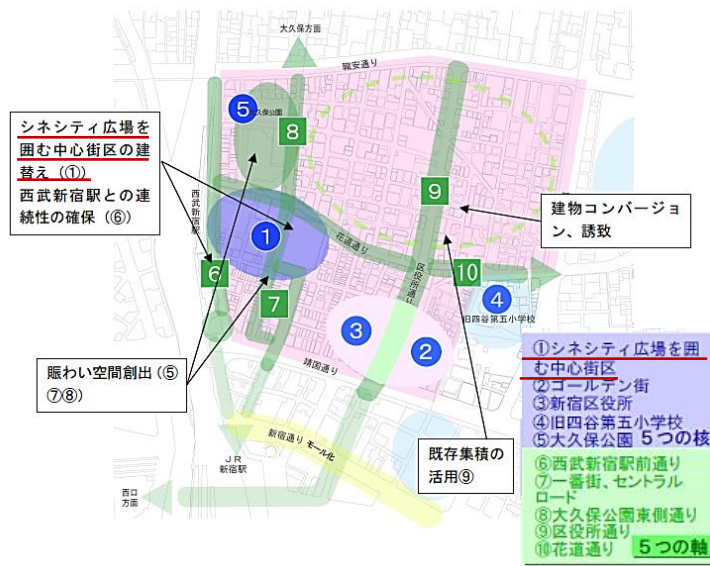 大久保方面
職安通り
⑤
大久保公園
8
シネシティ広場を
囲む中心街区の建
替え（①）
西武新宿駅との連
続性の確保（⑥）
西武新宿駅
9
建物コンバージョ
ン、誘致
①
花道通り
区役所通り
6
10
④
旧四谷第五小学校
7
③
②
靖国通り
賑わい空間創出（⑤
⑦⑧）
①シネシティ広場を囲
む中心街区
②ゴールデン街
③新宿区役所
④旧四谷第五小学校
⑤大久保公園 5つの核
新宿通り モール化
既存集積の
活用⑨
JR
新宿駅
西口
方面
⑥西武新宿駅前通り
⑦一番街、セントラル
ロード
⑧大久保公園東側通り
⑨区役所通り
⑩花道通り 5つの軸